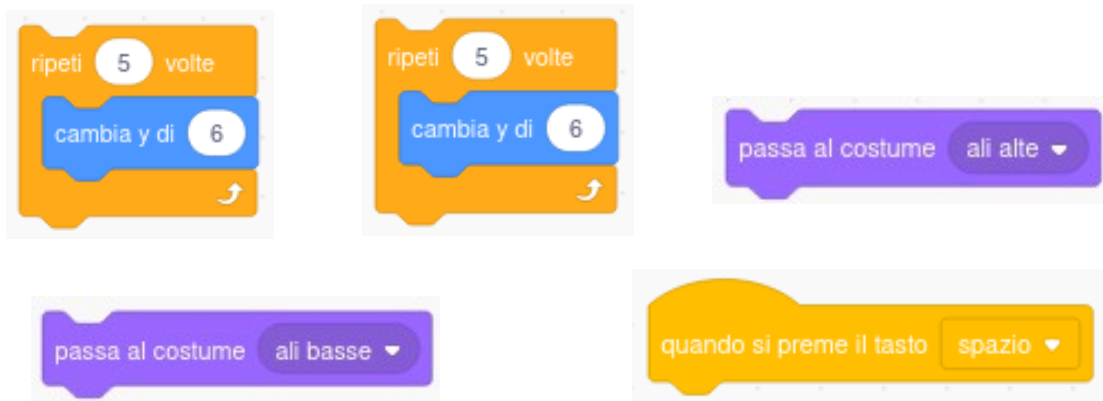 ripeti 5 volte
cambia y di 6
ripeti 5 volte
cambia y di 6
passa al costume ali alte
passa al costume ali basse
quando si preme il tasto spazio